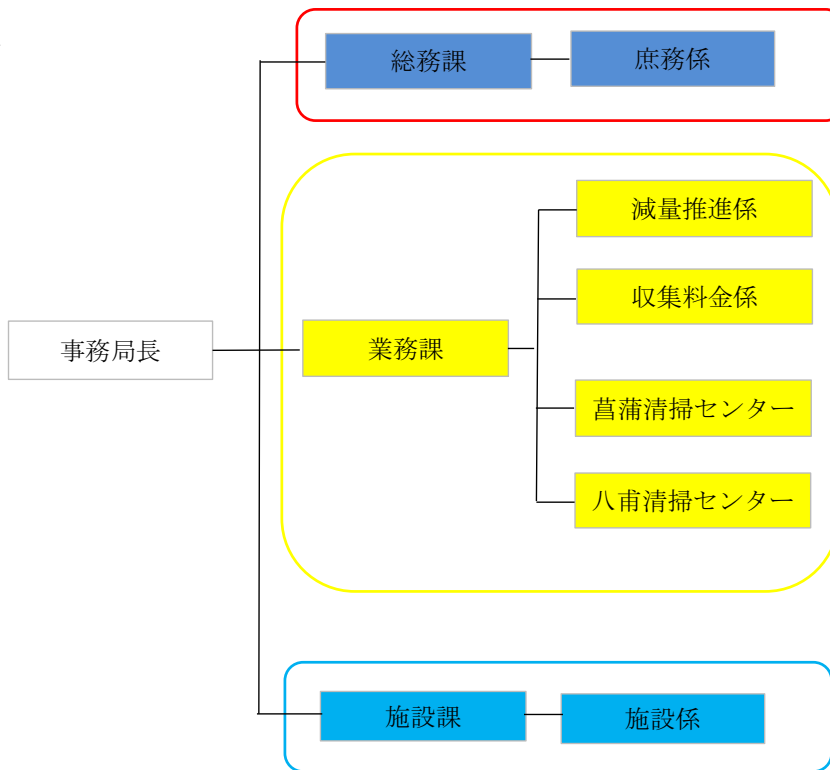 総務課
庶務係
減量推進係
収集料金係
事務局長
業務課
菖蒲清掃センター
八甫清掃センター
施設課
施設係